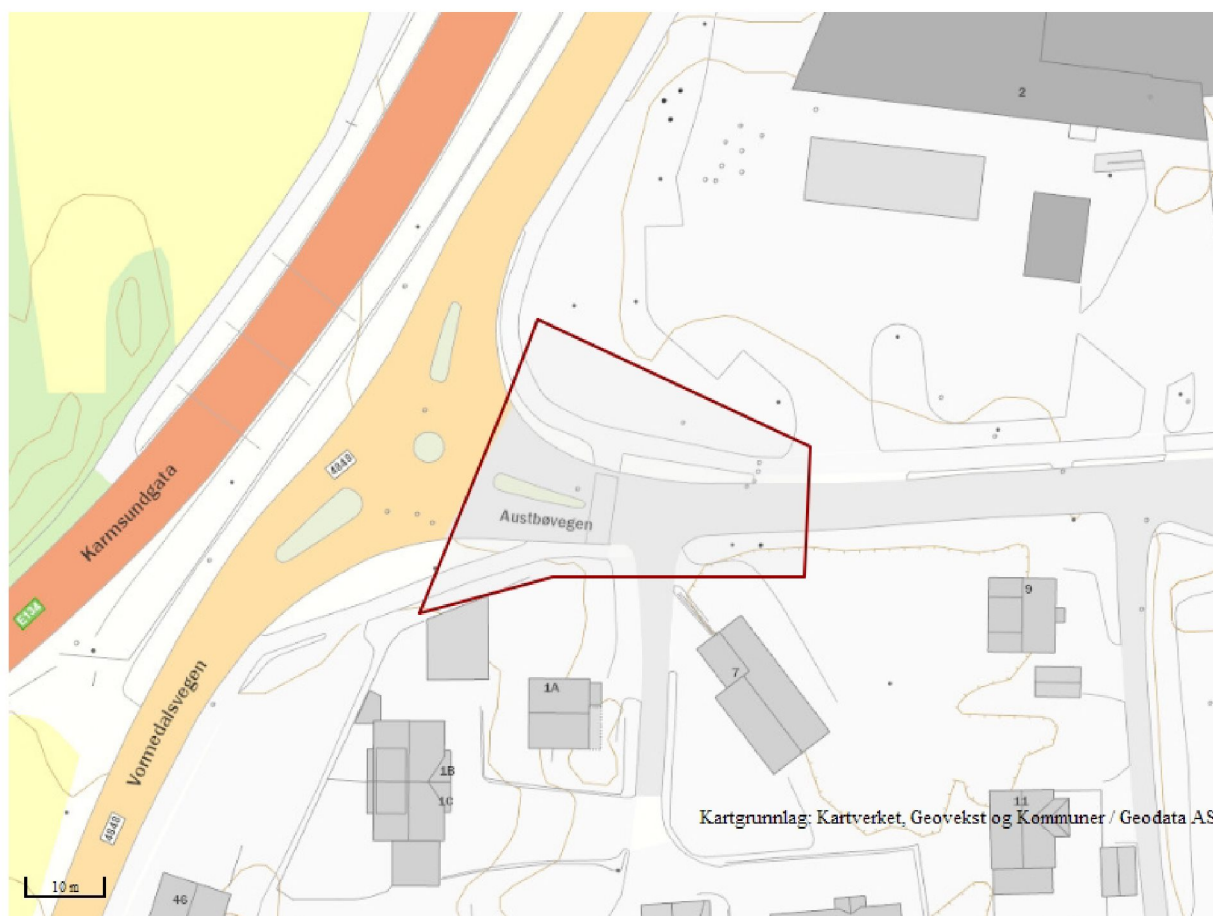 2
4848
Karmsundgata
Austbøvegen
E134
9
7
1A
Vormedalsvegen
1B
1C
11
Kartgrunnlag: Kartverket, Geovekst og Kommuner / Geodata AS
4848
10 m
46